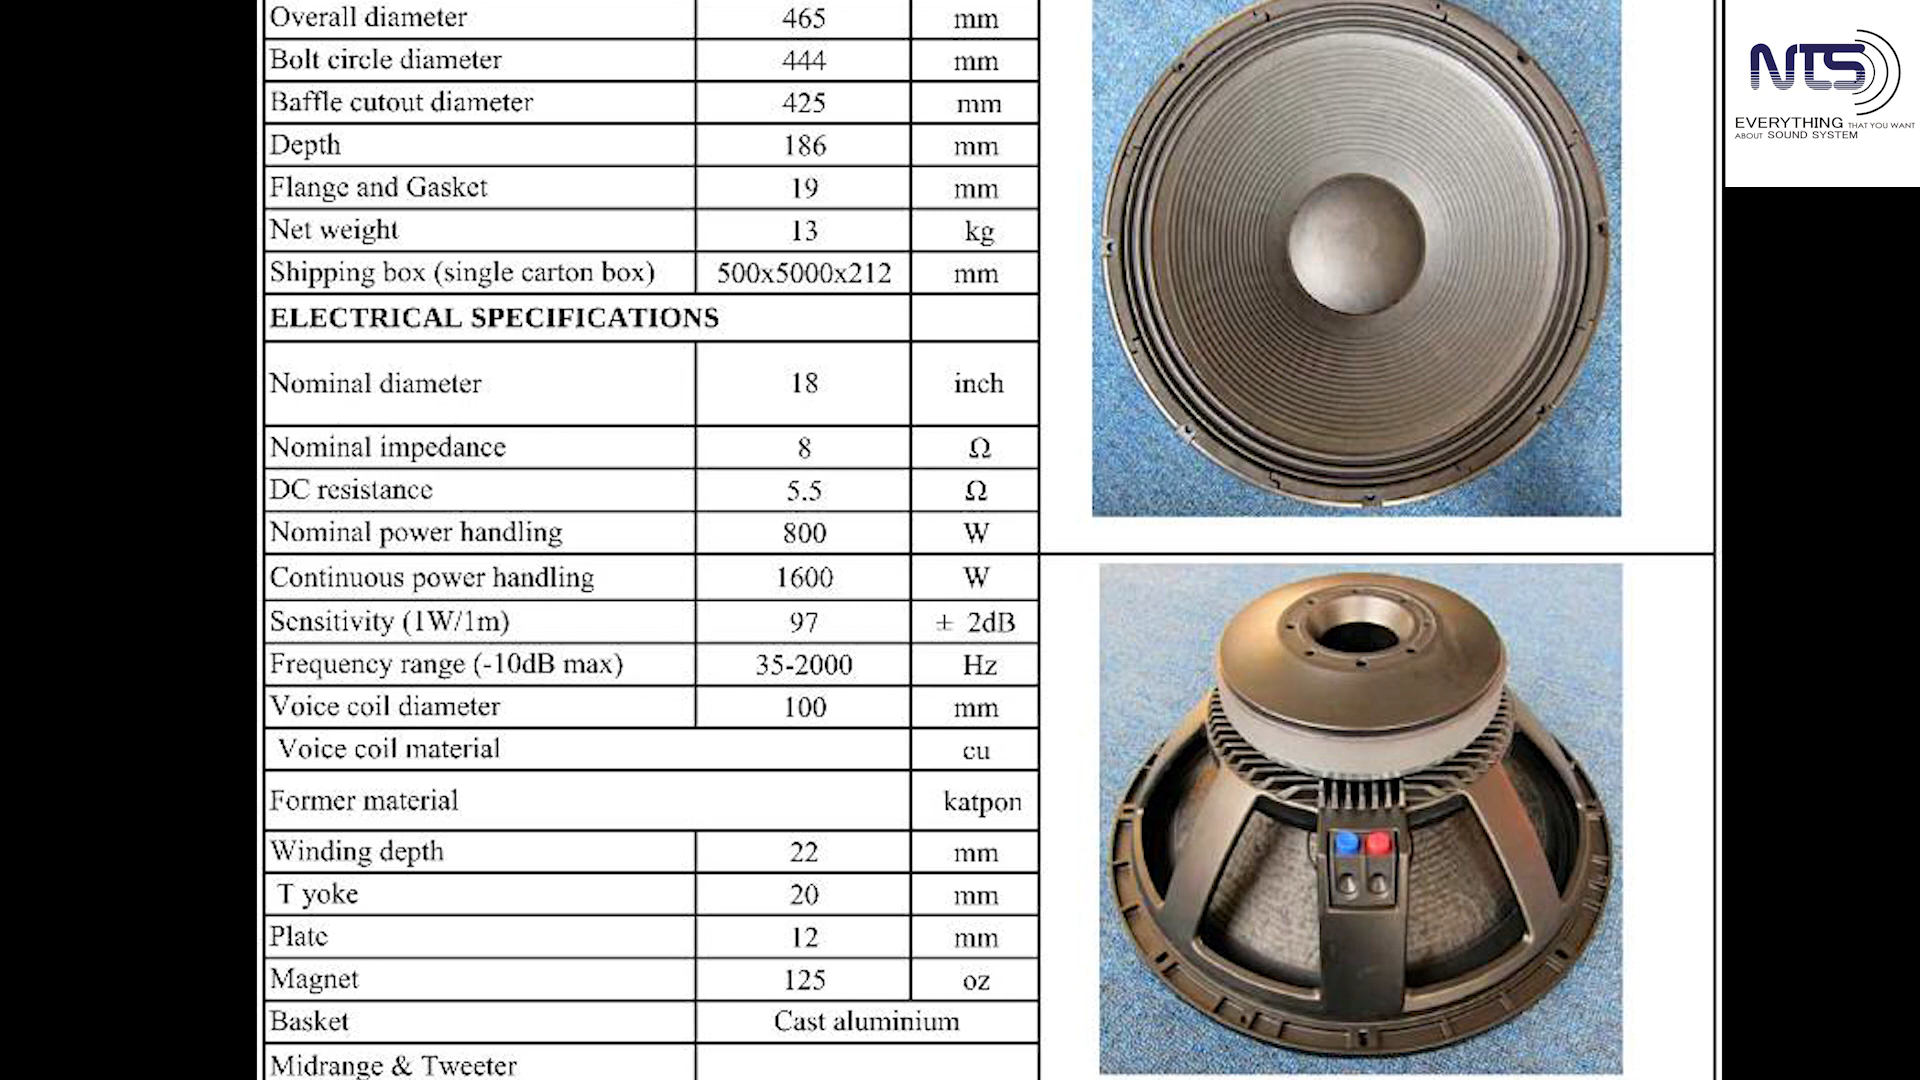 Overall diameter 465 mm
Bolt circle diameter 444 mm
Baffle cutout diameter 425 mm
Depth 186 mm
Flange and Gasket 19 mm
Net weight 13 kg
Shipping box (single carton box) 500x5000x212 mm
ELECTRICAL SPECIFICATIONS
Nominal diameter 18 inch
Nominal impedance 8 Ω
DC resistance 5.5 Ω
Nominal power handling 800 W
Continuous power handling 1600 W
Sensitivity (1W/1m) 97 ± 2dB
Frequency range (-10dB max) 35-2000 Hz
Voice coil diameter 100 mm
Voice coil material cu
Former material katpon
Winding depth 22 mm
T yoke 20 mm
Plate 12 mm
Magnet 125 oz
Basket Cast aluminium
Midrange & Tweeter
NTS
EVERYTHING THAT YOU WANT
ABOUT SOUND SYSTEM